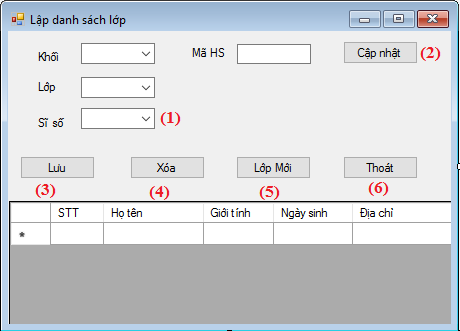 Lập danh sách lớp
Khối Mã HS Cập nhật (2)
Lớp
Sĩ số (1)
Lưu Xóa Lớp Mới Thoát
(3) (4) (5) (6)
STT Họ tên Giới tính Ngày sinh Địa chỉ
*